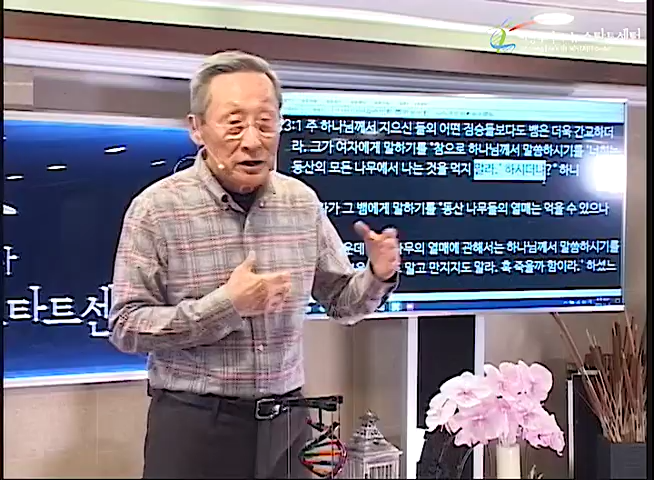 3:1 주 하나님께서 지으신 들의 어떤 짐승들보다도 뱀은 더욱 간교하더
라. 그가 여자에게 말하기를 "참으로 하나님께서 말씀하시기를
동산의 모든 나무에서 나는 것을 먹지 말라.' 하시더냐?" 하니
가 그 뱀에게 말하기를 "동산 나무들의 열매는 먹을 수 있으나
나무의 열매에 관해서는 하나님께서 말씀하시기를
말고 만지지도 말라. 혹 죽을까 함이라.' 하셨느
스타트센